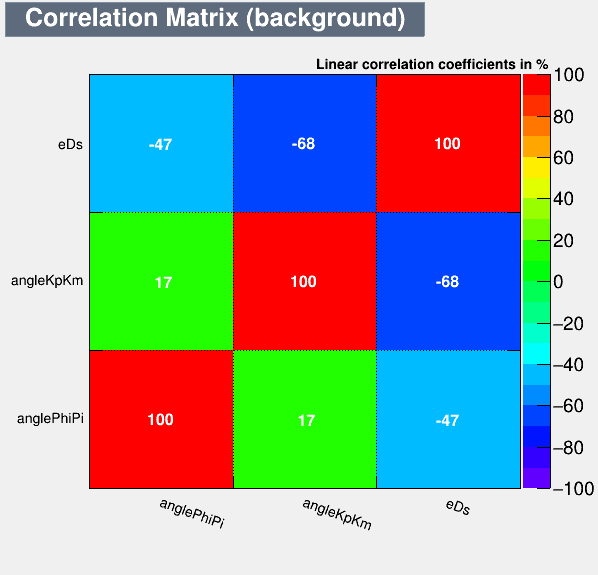 Correlation Matrix (background)
Linear correlation coefficients in %
eDs
-47
-68
100
angleKpKm
17
100
-68
anglePhiPi
100
17
-47
anglePhiPi
angleKpKm
eDs
100
80
60
40
20
0
−20
−40
−60
−80
−100